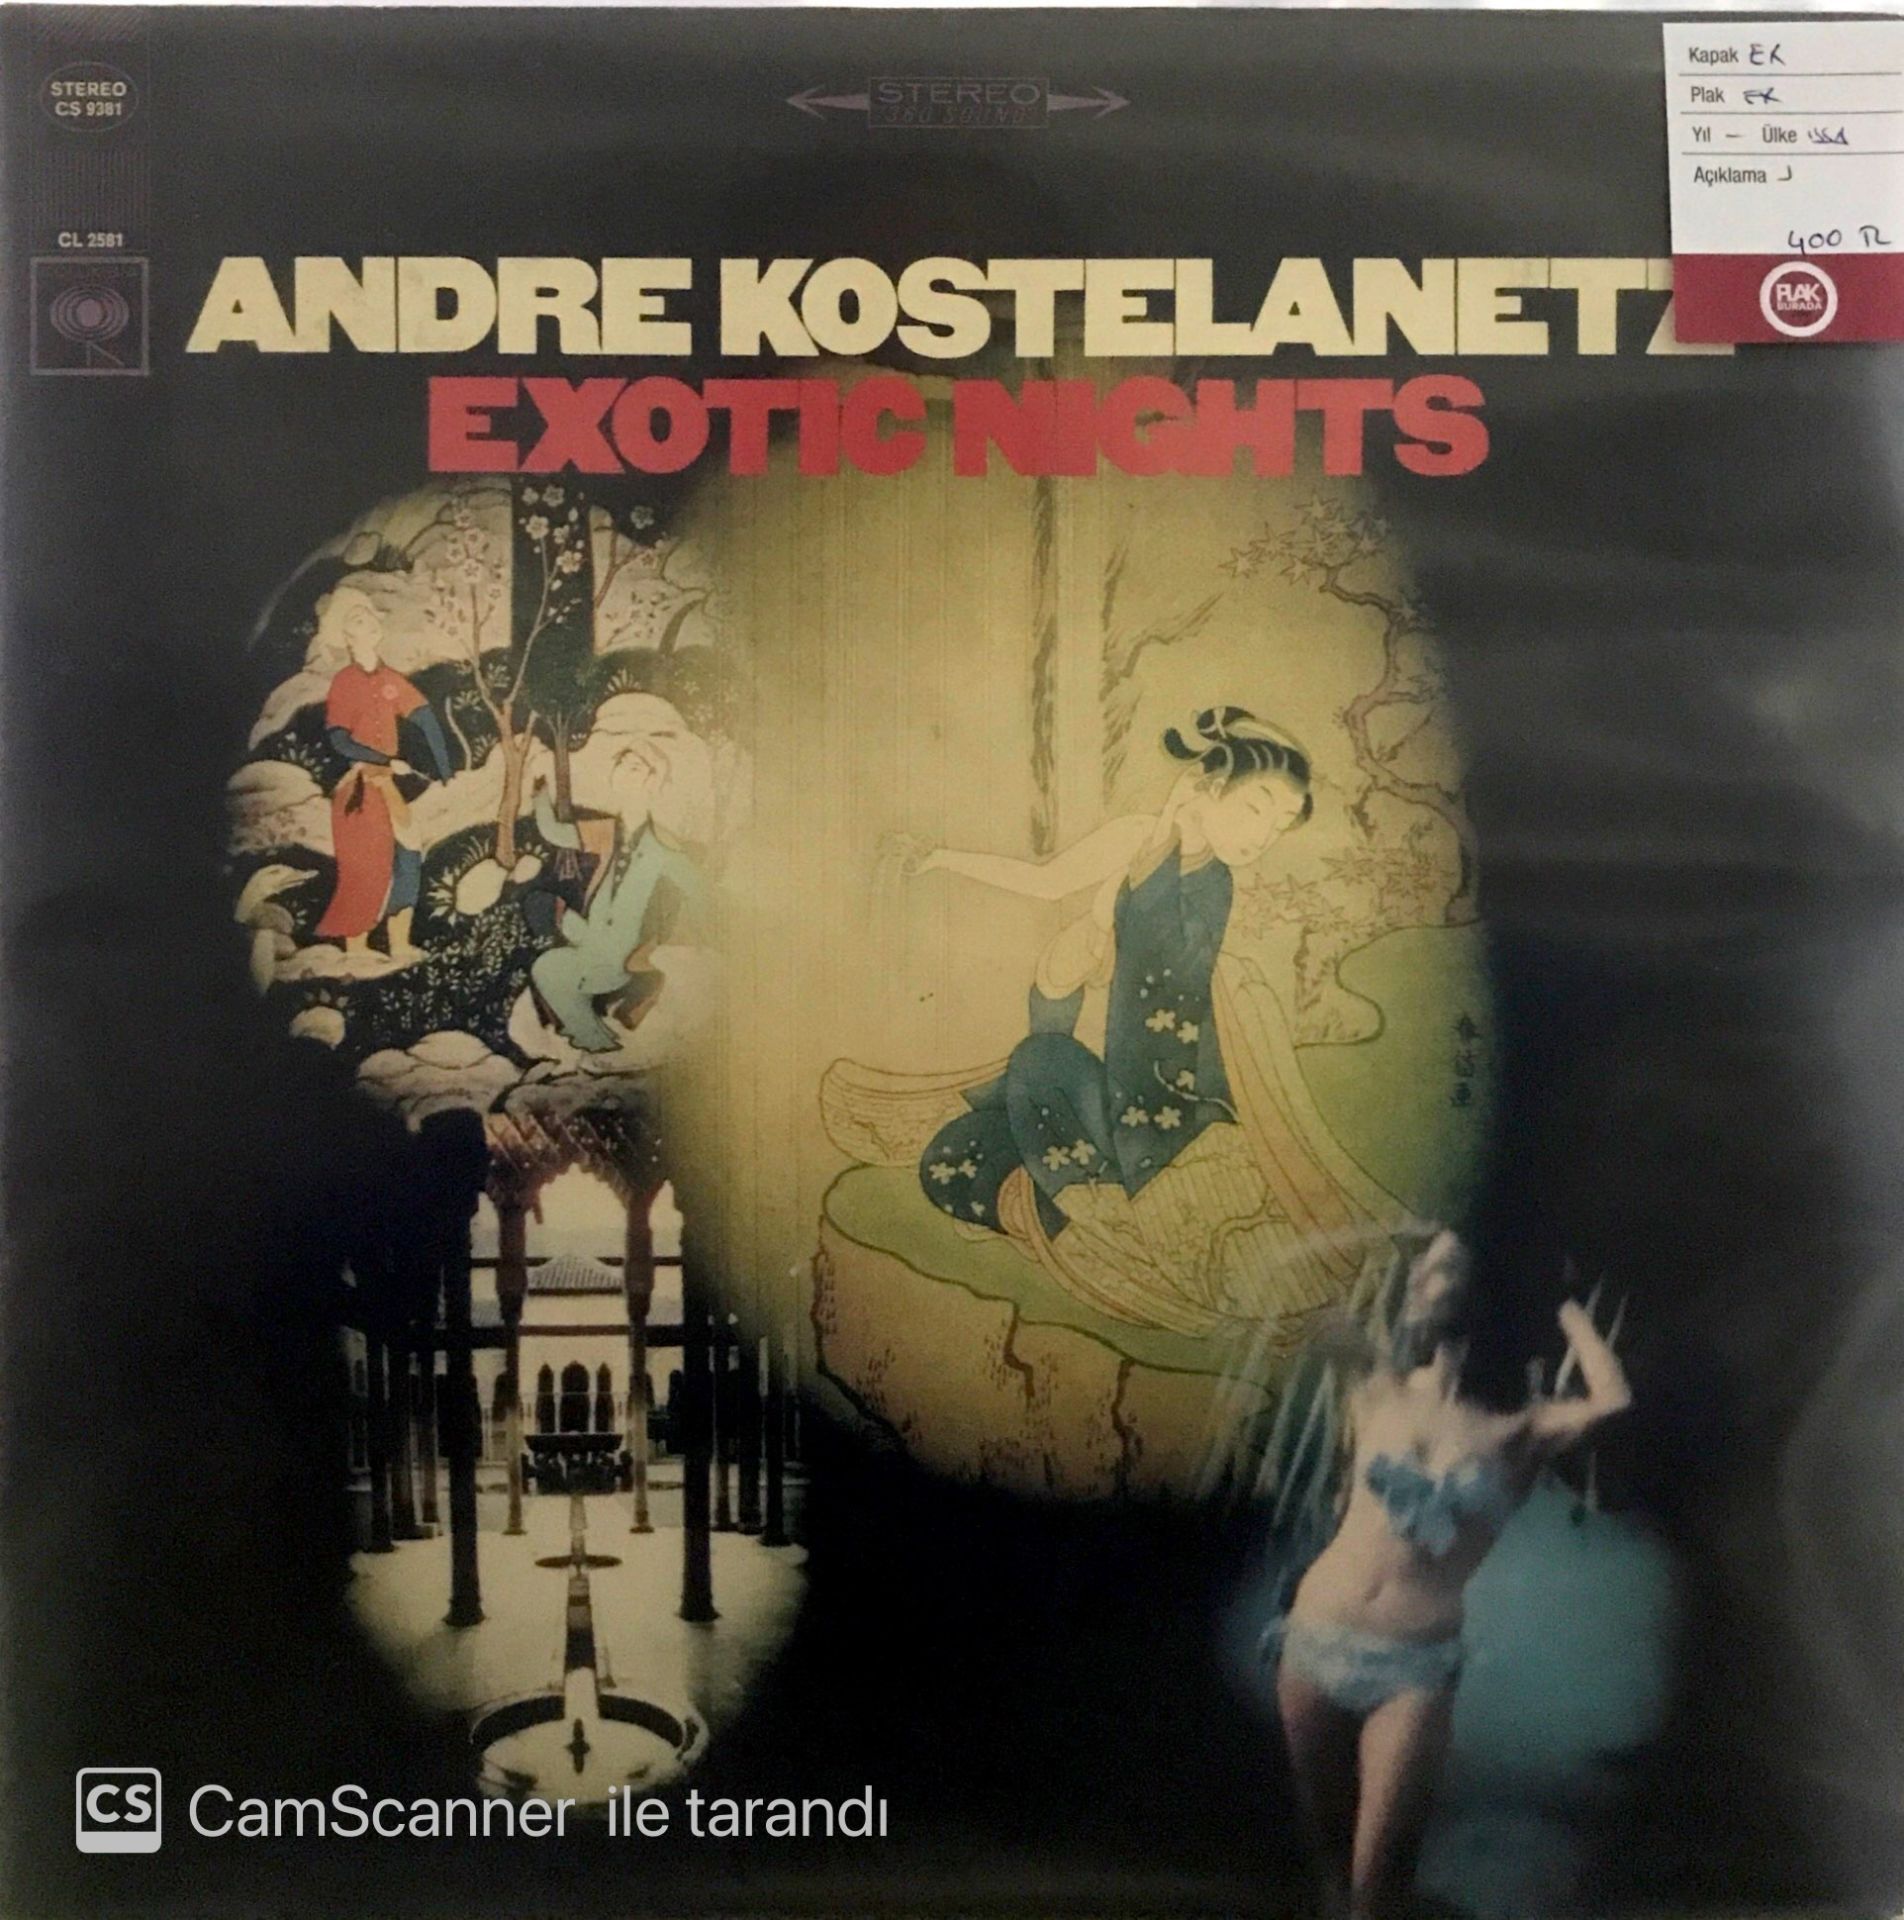 STEREO
CS 9381
STEREO
360 SOUND
CL 2581
Kapak EX
Plak EX
Yıl – Ülke USA
Açıklama
400 TL
PLAK
BURADA
ANDRE KOSTELANETZ
EXOTIC NIGHTS
CS CamScanner ile tarandı